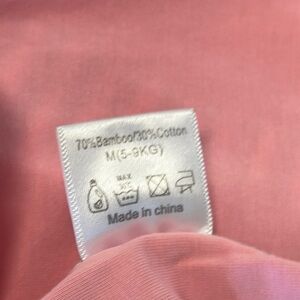 70%Bamboo/30%Cotton
M(5-9KG)
MAX
30℃
Made in china